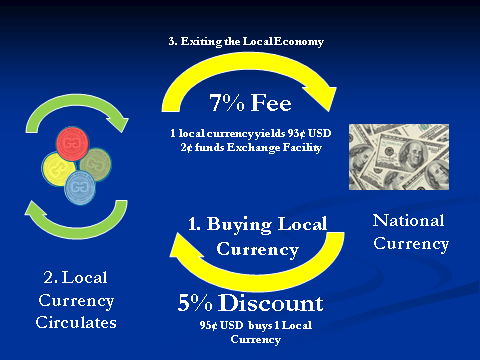 3. Exiting the Local Economy
7% Fee
1 local currency yields 93¢ USD
2¢ funds Exchange Facility
1. Buying Local
Currency
National
Currency
2. Local
Currency
Circulates
5% Discount
95¢ USD buys 1 Local
Currency